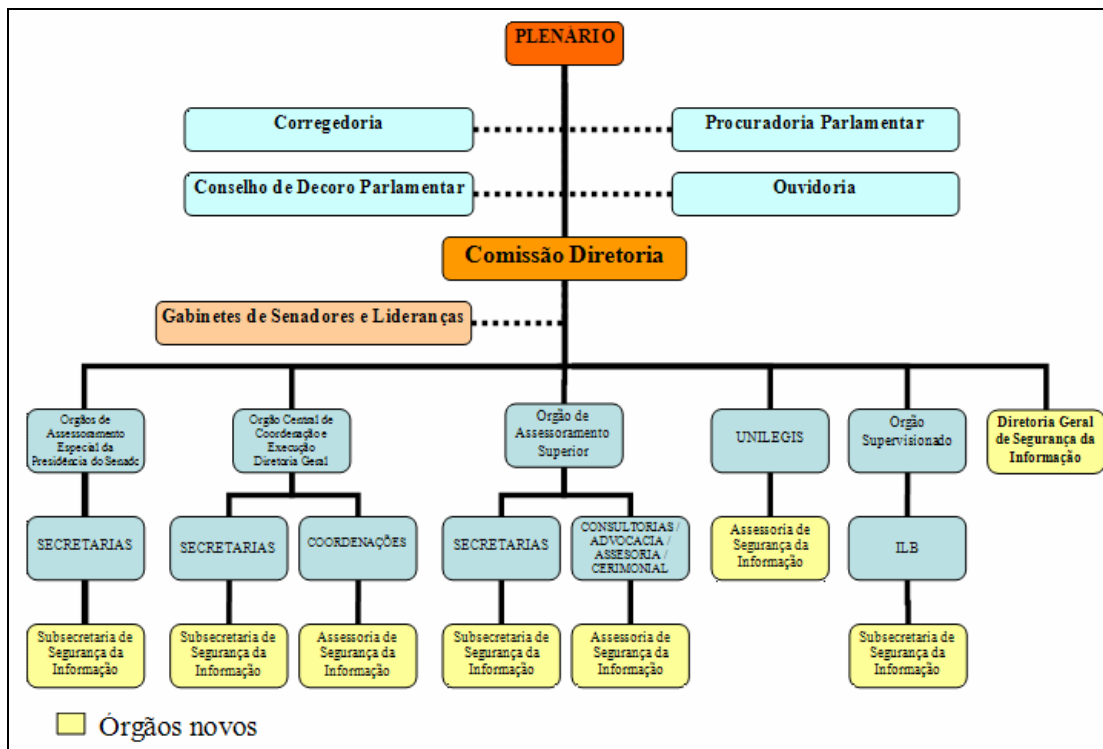 PLENÁRIO
Corregedoria
Procuradoria Parlamentar
Conselho de Decoro Parlamentar
Ouvidoria
Comissão Diretoria
Gabinetes de Senadores e Lideranças
Orgãos de
Assessoramento
Especial da
Presidência do Senado
Orgão Central de
Coordenação e
Execução
Diretoria Geral
Orgão de
Assessoramento
Superior
UNILEGIS
Orgão
Supervisionado
Diretoria Geral
de Segurança da
Informação
SECRETARIAS
SECRETARIAS
COORDENAÇÕES
SECRETARIAS
CONSULTORIAS /
ADVOCACIA /
ASSESORIA /
CERIMONIAL
Assessoria de
Segurança da
Informação
ILB
Subsecretaria de
Segurança da
Informação
Subsecretaria de
Segurança da
Informação
Assessoria de
Segurança da
Informação
Subsecretaria de
Segurança da
Informação
Assessoria de
Segurança da
Informação
Subsecretaria de
Segurança da
Informação
Órgãos novos